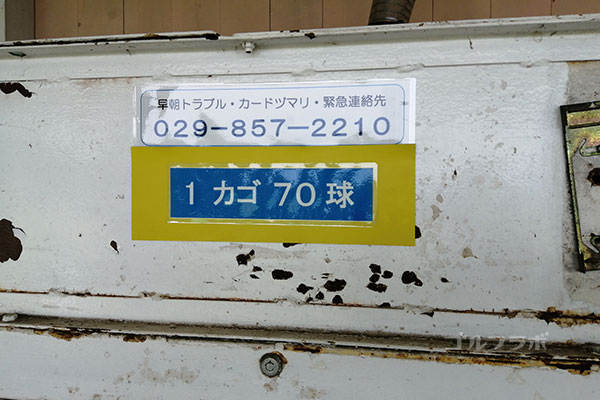 早朝トラブル・カードツマリ・緊急連絡先
029-857-2210
1 カゴ 70 球
ゴルフラボ